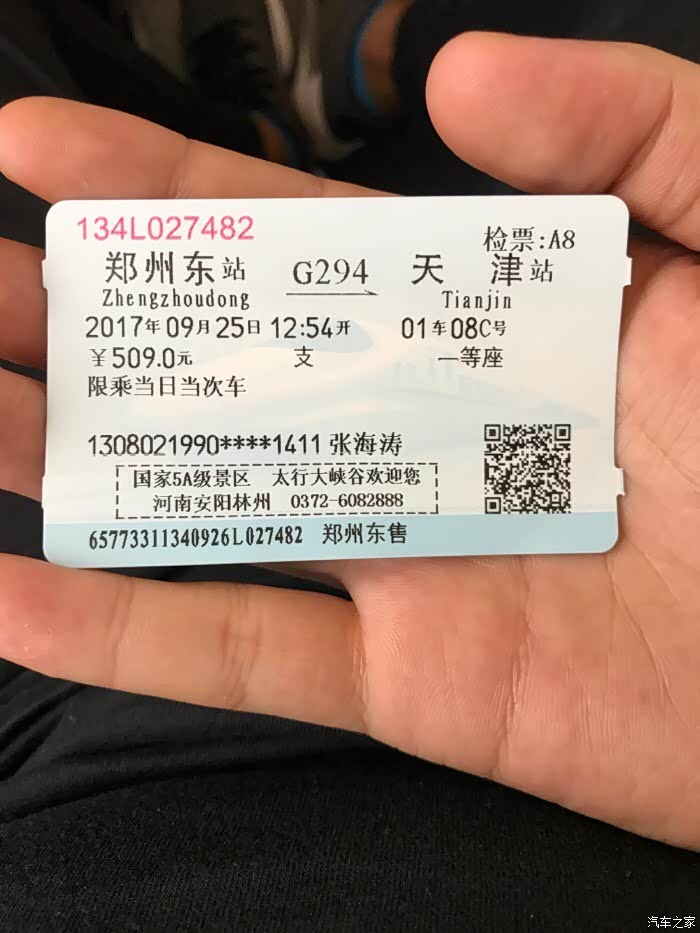 134L027482
检票:A8
郑州东站 G294 天津站
Zhengzhoudong Tianjin
2017年09月25日 12:54开 01车08C号
￥509.0元 支 一等座
限乘当日当次车
1308021990****1411 张海涛
国家5A级景区 太行大峡谷欢迎您
河南安阳林州 0372-6082888
65773311340926L027482 郑州东售
汽车之家